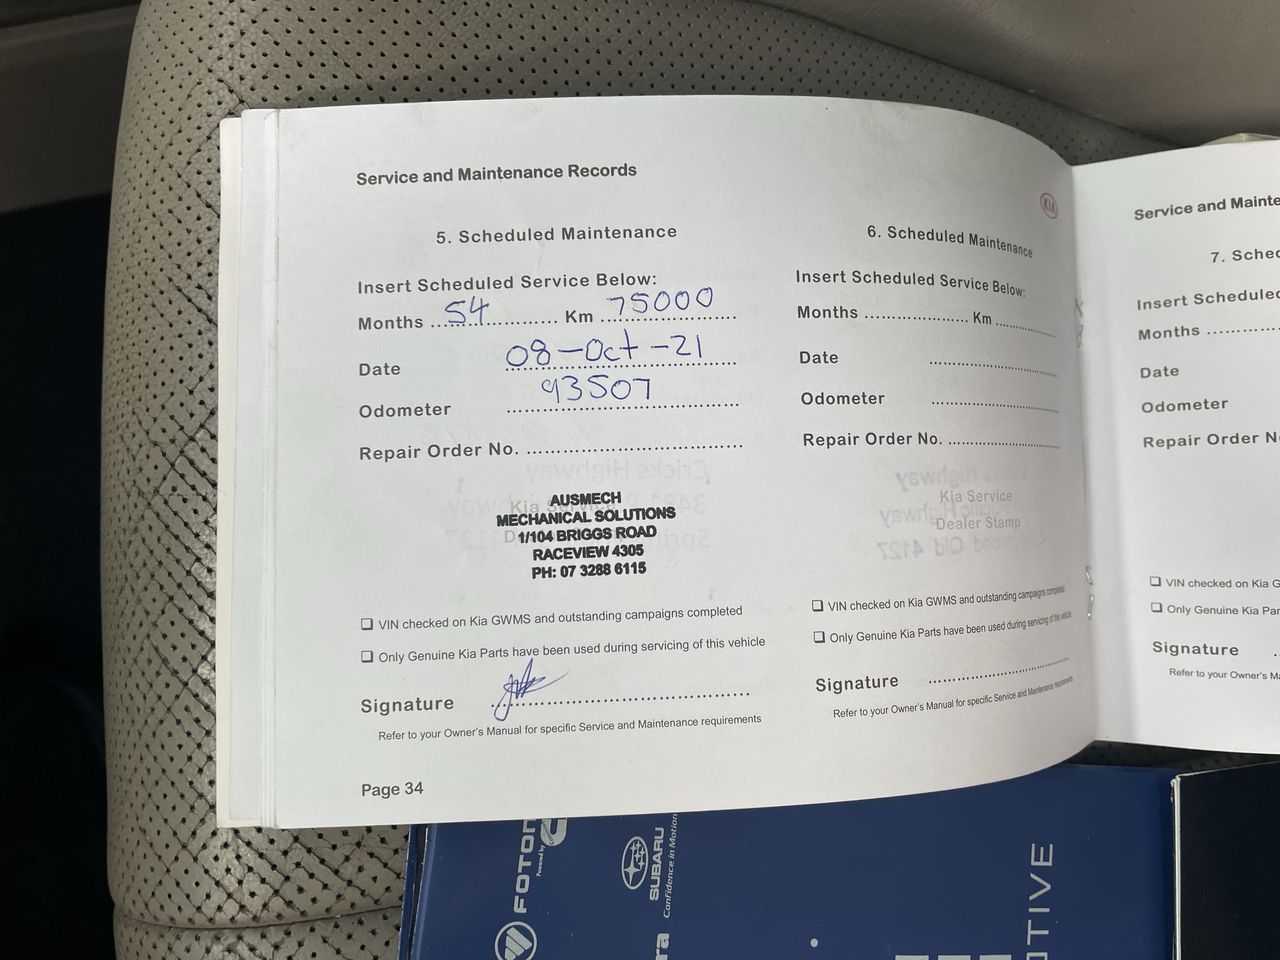 Service and Maintenance Records
KIA
5. Scheduled Maintenance
Insert Scheduled Service Below:
Months 54 Km 75000
Date 08-Oct-21
Odometer 93507
Repair Order No.
Kia Service
AUSMECH
MECHANICAL SOLUTIONS
1/104 BRIGGS ROAD
RACEVIEW 4305
PH: 07 3288 6115
❏ VIN checked on Kia GWMS and outstanding campaigns completed
❏ Only Genuine Kia Parts have been used during servicing of this vehicle
Signature
Refer to your Owner's Manual for specific Service and Maintenance requirements
Page 34
6. Scheduled Maintenance
Insert Scheduled Service Below:
Months Km
Date
Odometer
Repair Order No.
Kia Service
Dealer Stamp
❏ VIN checked on Kia GWMS and outstanding campaigns completed
❏ Only Genuine Kia Parts have been used during servicing of this vehicle
Signature
Refer to your Owner's Manual for specific Service and Maintenance requirements
Service and Mainte
7. Sched
Insert Scheduled
Months
Date
Odometer
Repair Order N
❏ VIN checked on Kia G
❏ Only Genuine Kia Par
Signature
Refer to your Owner's Ma
FOTON
Powered by
SUBARU
Confidence in Motion
ra
OTIVE